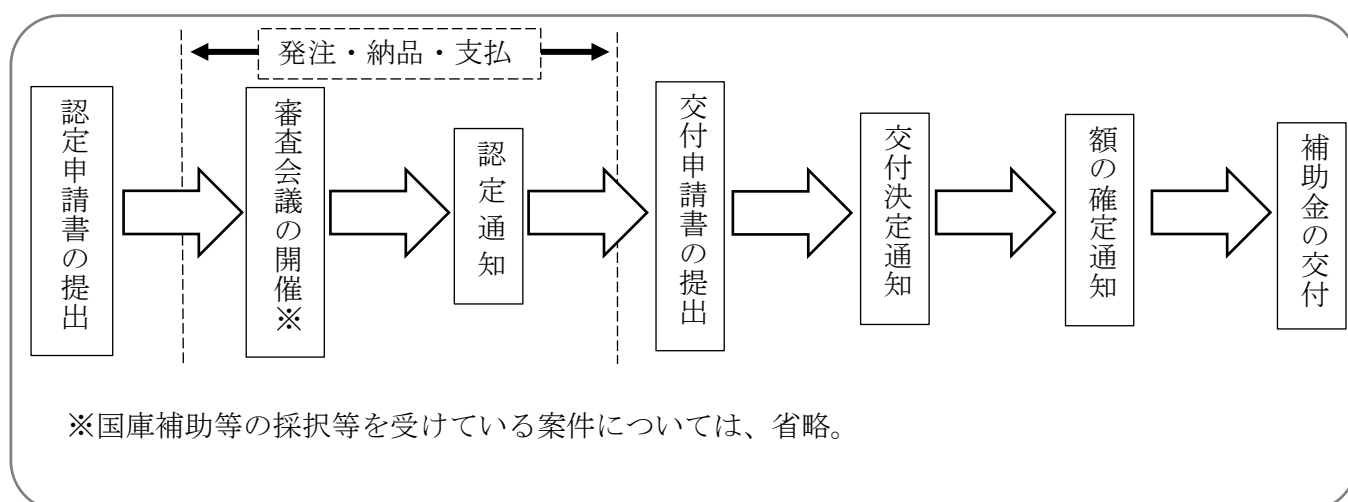 発注・納品・支払
認定申請書の提出
審査会議の開催※
認定通知
交付申請書の提出
交付決定通知
額の確定通知
補助金の交付
※国庫補助等の採択等を受けている案件については、省略。